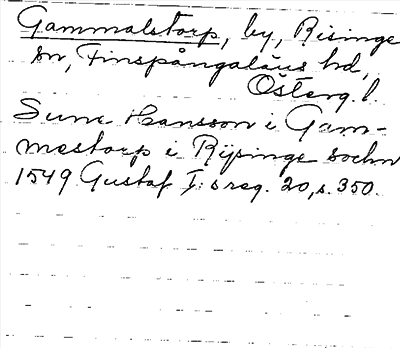 Gammalstorp, by, Risinge
sn, Finspångaläns hd,
Österg. l.
Sune Hansson i Gam-
mestorp i Rijsinge sochn
1549 Gustaf I:s reg. 20, s. 350.